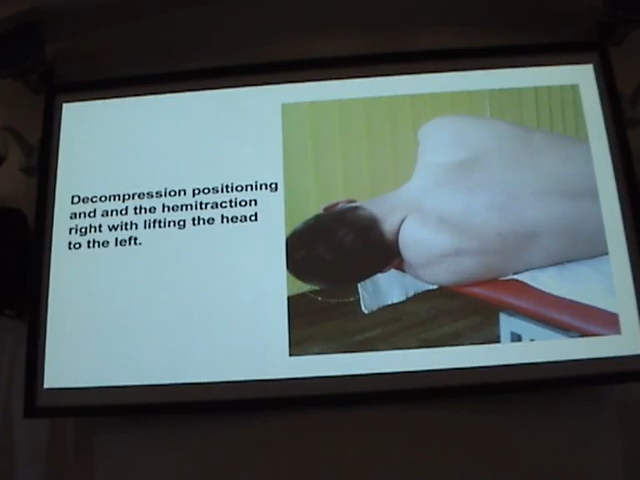 Decompression positioning
and and the hemitraction
right with lifting the head
to the left.